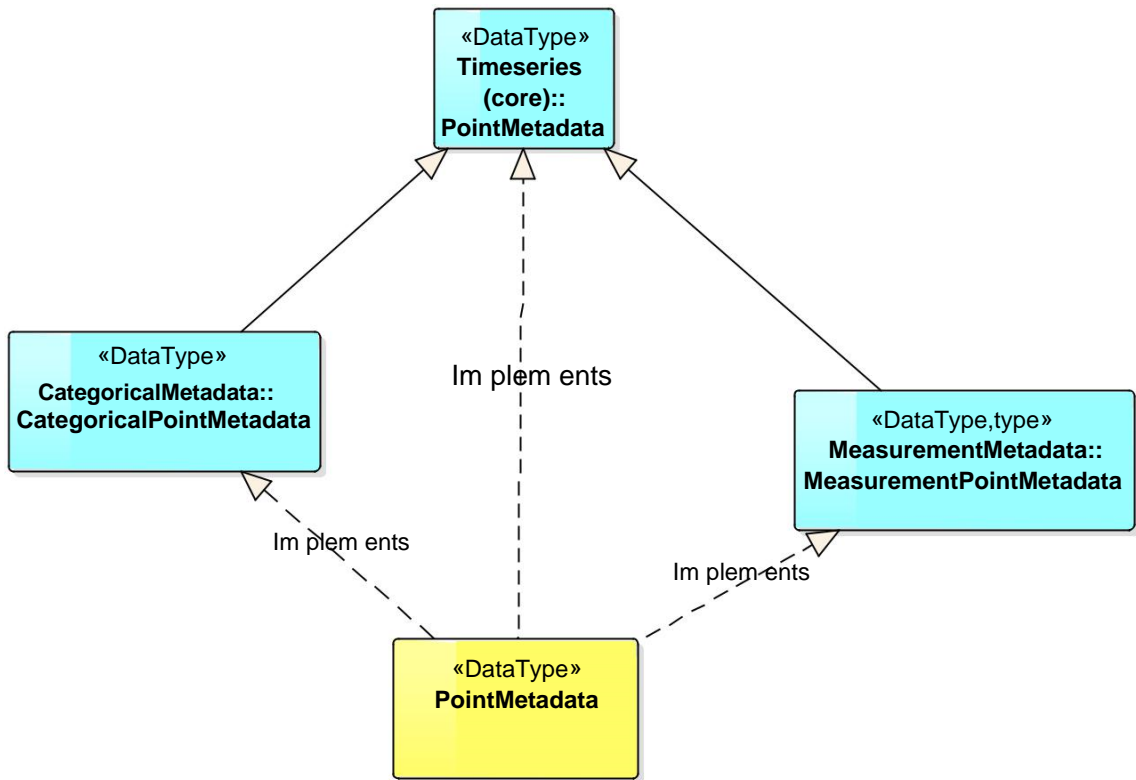 «DataType»
Timeseries
(core)::
PointMetadata
«DataType»
CategoricalMetadata::
CategoricalPointMetadata
Im plem ents
«DataType,type»
MeasurementMetadata::
MeasurementPointMetadata
Im plem ents
Im plem ents
«DataType»
PointMetadata